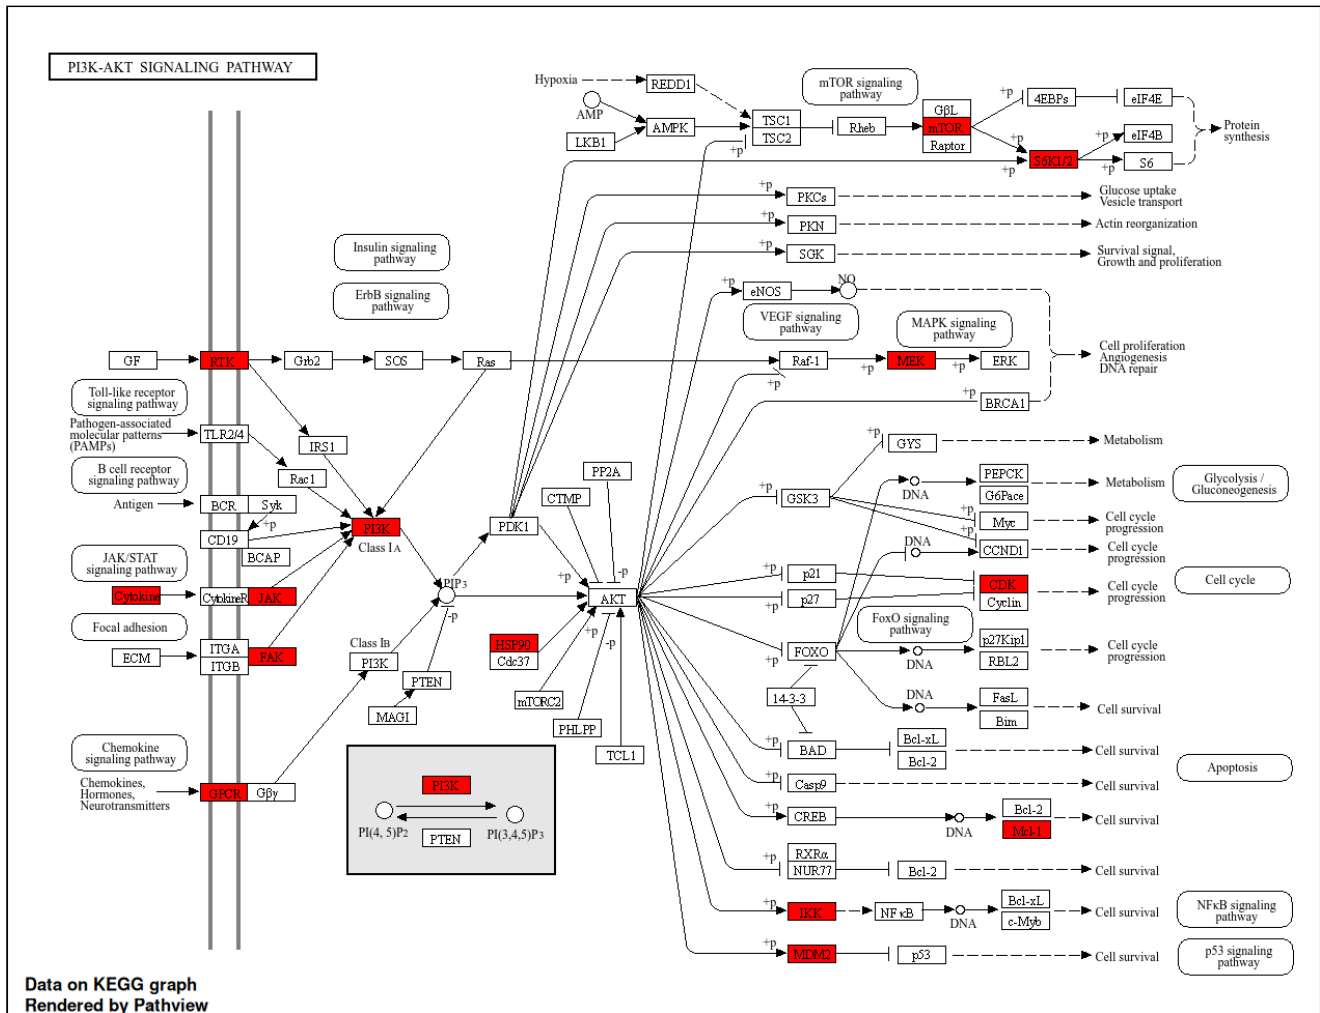 PI3K-AKT SIGNALING PATHWAY
Hypoxia
REDD1
mTOR signaling
pathway
AMP
LKB1
AMPK
TSC1
TSC2
+p
Rheb
GβL
mTOR
Raptor
+p
4EBPs
eIF4E
+p
+p
eIF4B
S6K1/2
+p
+p
S6
Protein
synthesis
+p
PKCs
Glucose uptake
Vesicle transport
+p
PKN
Actin reorganization
+p
SGK
Survival signal,
Growth and proliferation
Insulin signaling
pathway
ErbB signaling
pathway
+p
eNOS
NO
VEGF signaling
pathway
MAPK signaling
pathway
GF
RTK
Grb2
SOS
Ras
Raf-1
+p
MEK
+p
ERK
+p
Cell proliferation
Angiogenesis
DNA repair
BRCA1
Toll-like receptor
signaling pathway
Pathogen-associated
molecular patterns
(PAMPs)
TLR2/4
IRS1
Rac1
B cell receptor
signaling pathway
Antigen
BCR
Syk
+p
CD19
BCAP
PI3K
Class IA
PDK1
CTMP
PP2A
+p
-p
AKT
PIP3
-p
JAK/STAT
signaling pathway
Cytokine
CytokineR
JAK
Focal adhesion
ECM
ITGA
ITGB
FAK
Class IB
PI3K
PTEN
MAGI
HSP90
Cdc37
+p
-p
mTORC2
PHLPP
TCL1
Chemokine
signaling pathway
Chemokines,
Hormones,
Neurotransmitters
GPCR
Gβγ
PI3K
PI(4, 5)P2
PTEN
PI(3,4,5)P3
+p
GYS
Metabolism
+p
GSK3
DNA
PEPCK
G6Pace
Metabolism
Glycolysis /
Gluconeogenesis
+p
Myc
Cell cycle
progression
+p
DNA
CCND1
Cell cycle
progression
+p
p21
+p
p27
CDK
Cyclin
Cell cycle
progression
Cell cycle
FoxO signaling
pathway
+p
FOXO
DNA
p27Kip1
RBL2
Cell cycle
progression
14-3-3
DNA
FasL
Bim
Cell survival
+p
BAD
Bcl-xL
Bcl-2
Cell survival
Apoptosis
+p
Casp9
Cell survival
+p
CREB
DNA
Bcl-2
Mcl-1
Cell survival
+p
RXRα
NUR77
Bcl-2
Cell survival
+p
IKK
NFκB
DNA
Bcl-xL
c-Myb
Cell survival
NFκB signaling
pathway
+p
MDM2
p53
Cell survival
p53 signaling
pathway
Data on KEGG graph
Rendered by Pathview